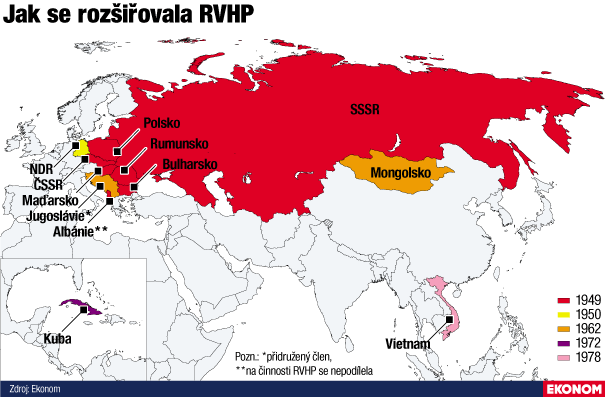 Jak se rozšiřovala RVHP
SSSR
Polsko
Rumunsko
Bulharsko
Mongolsko
NDR
ČSSR
Maďarsko
Jugoslávie*
Albánie**
Kuba
Vietnam
1949
1950
1962
1972
1978
Pozn.: *přidružený člen,
**na činnosti RVHP se nepodílela
Zdroj: Ekonom
EKONOM